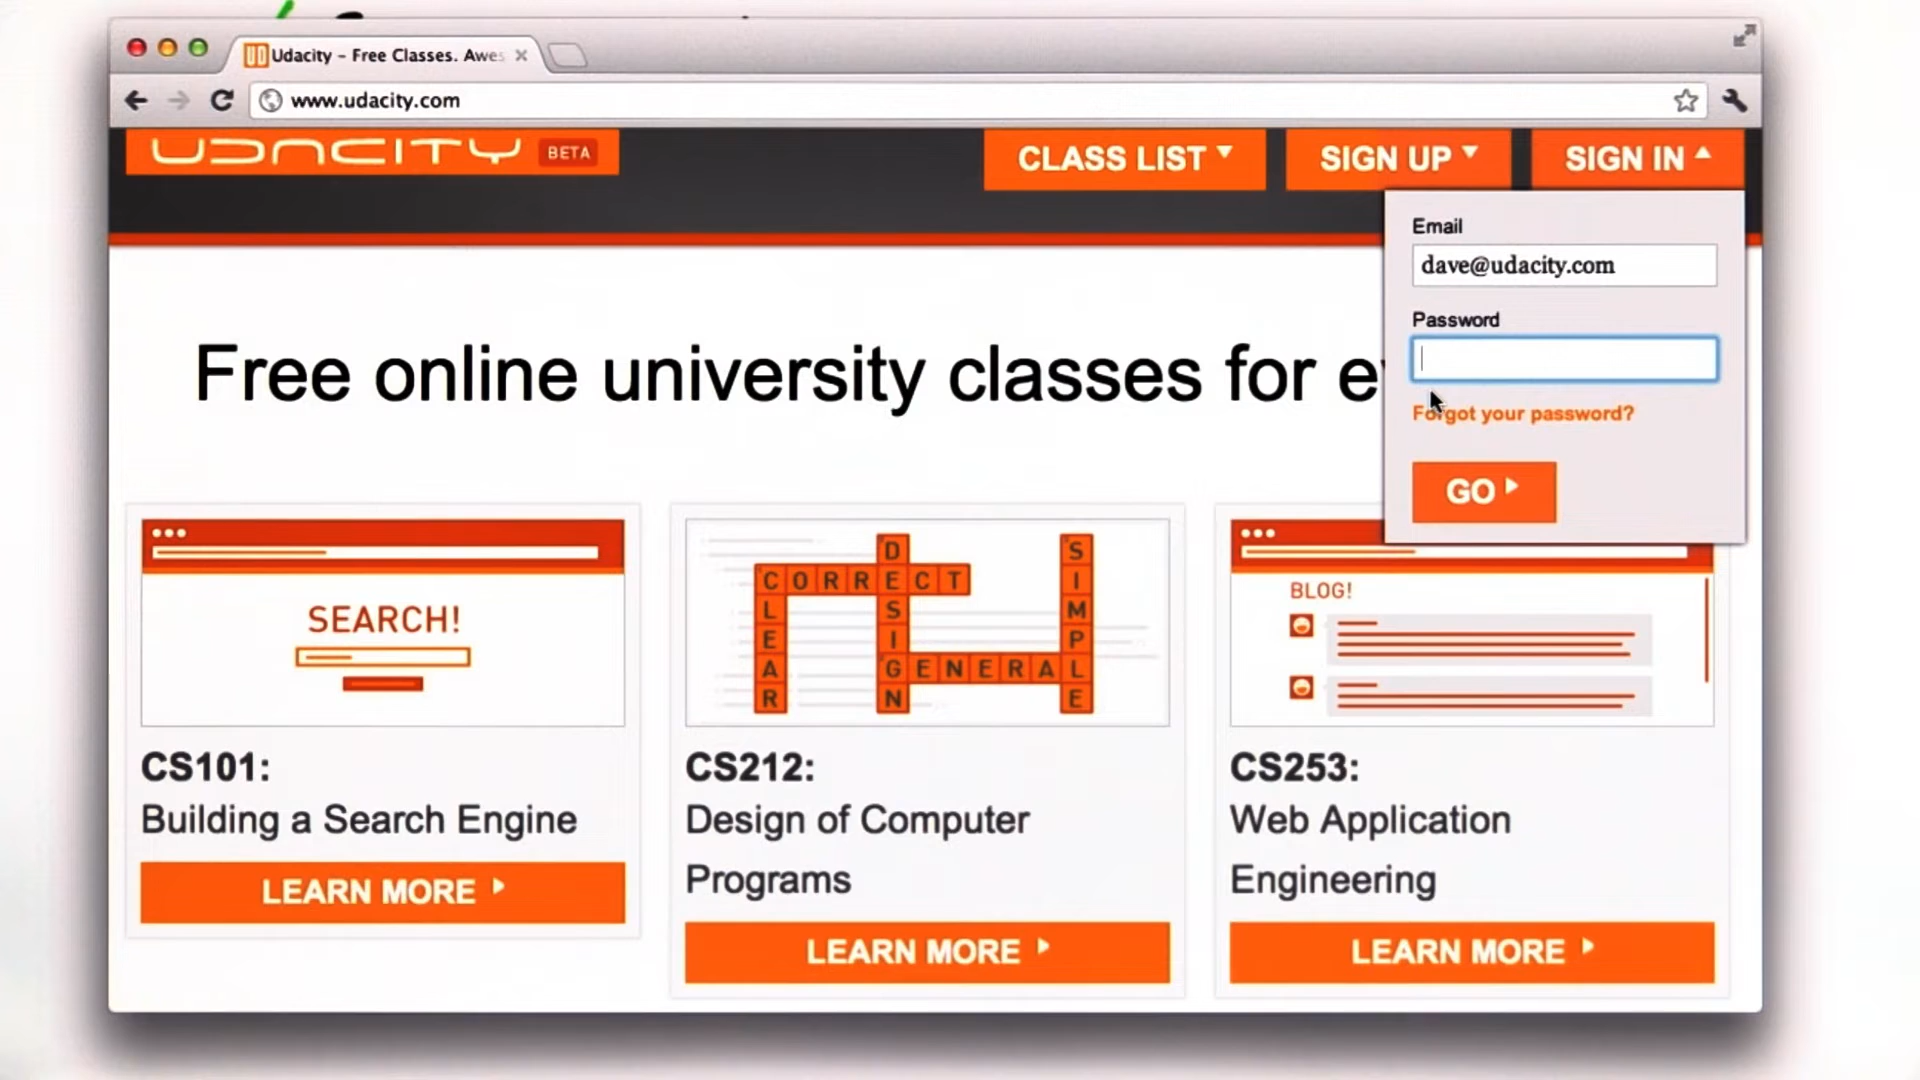 Udacity – Free Classes. Awes
www.udacity.com
UDACITY BETA
CLASS LIST
SIGN UP
SIGN IN
Email
dave@udacity.com
Password
Forgot your password?
GO
Free online university classes for e
SEARCH!
CORRECT
DESIGN
SIMPLE
CLEAR
GENERAL
BLOG!
CS101:
Building a Search Engine
LEARN MORE
CS212:
Design of Computer
Programs
LEARN MORE
CS253:
Web Application
Engineering
LEARN MORE